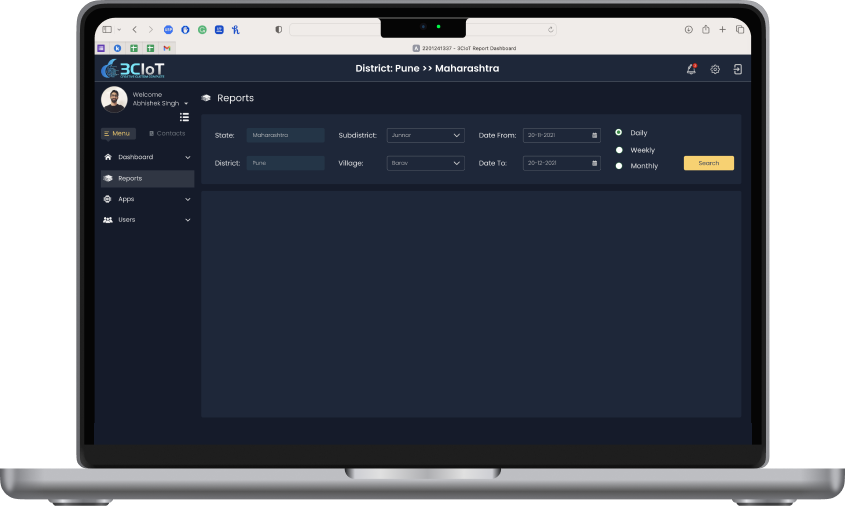 2201241337 - 3CIoT Report Dashboard
3CIoT
District: Pune >> Maharashtra
Welcome
Abhishek Singh
Menu
Contacts
Dashboard
Reports
Apps
Users
Reports
State: Maharashtra Subdistrict: Junnar Date From: 20-11-2021 Daily
Weekly
District: Pune Village: Barav Date To: 20-12-2021 Monthly Search